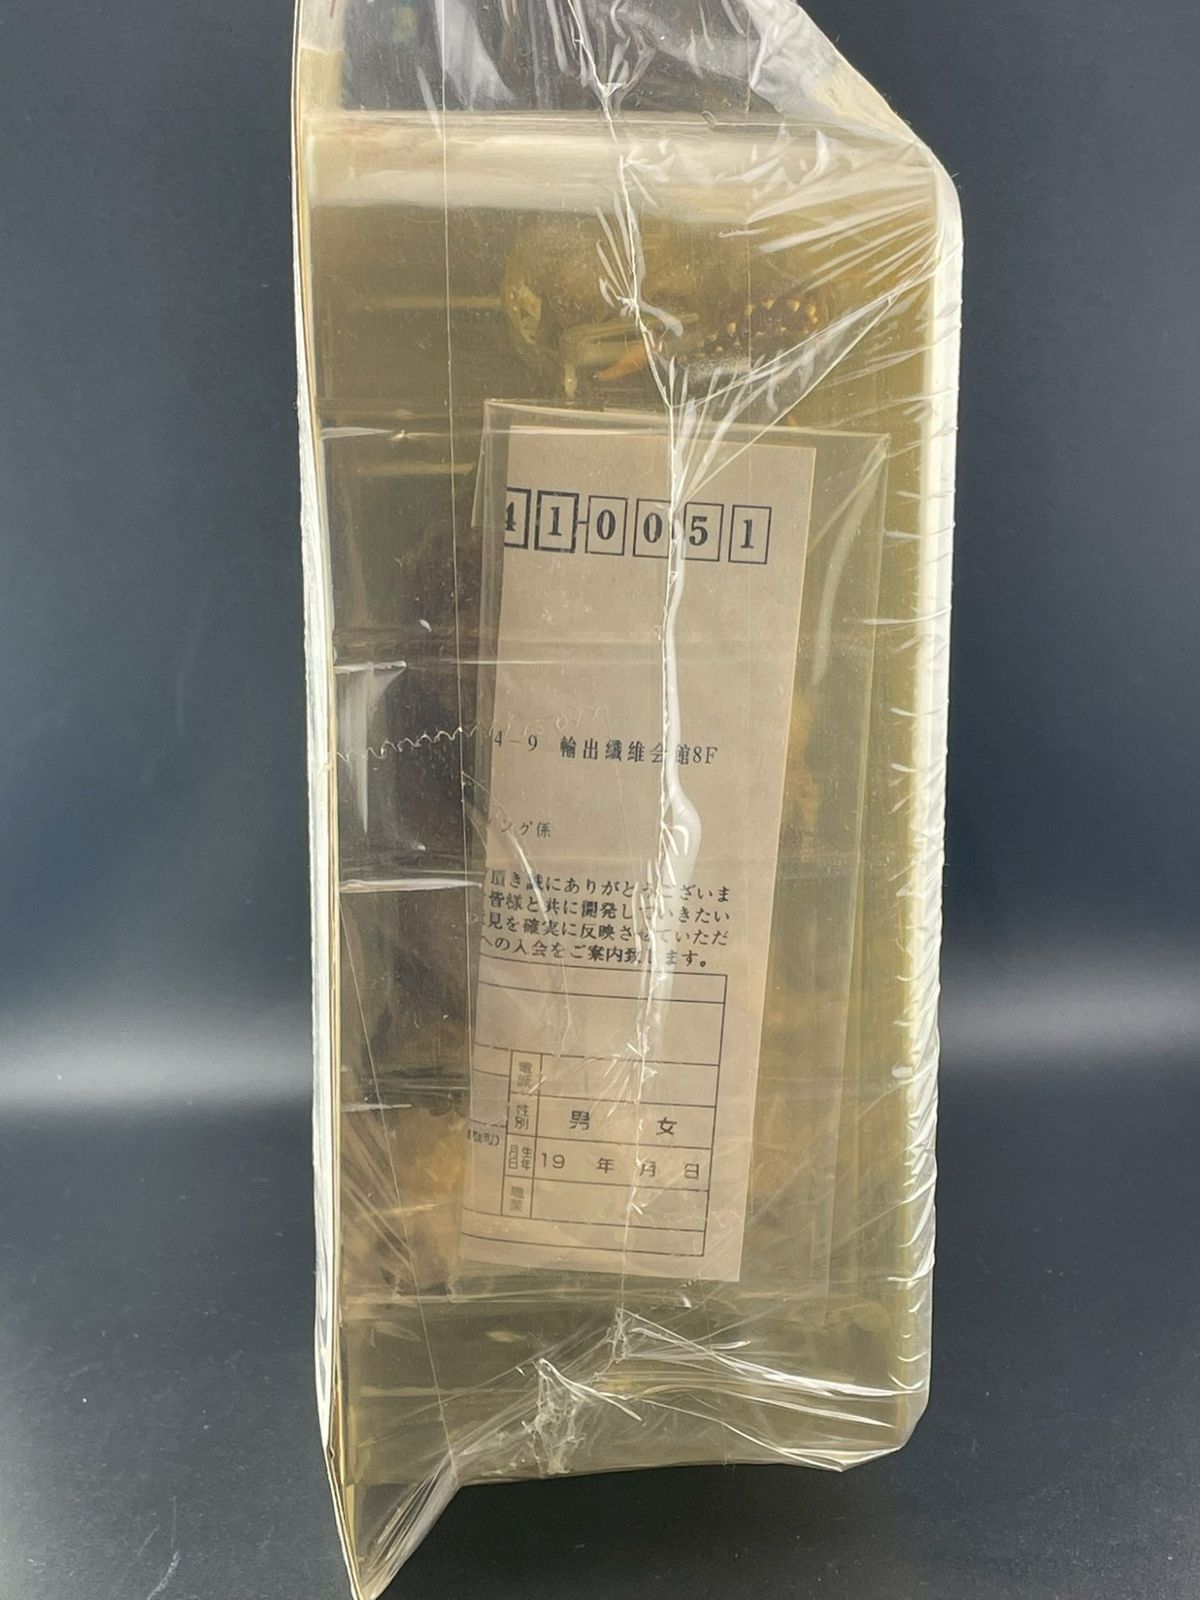 410051
4-9 輸出繊維会館8F
ング係
頂き誠にありがとうございま
皆様と共に開発していきたい
見を確実に反映させていただ
への入会をご案内致します。
電話
性別 男 女
生年月日 19 年 月 日
職業